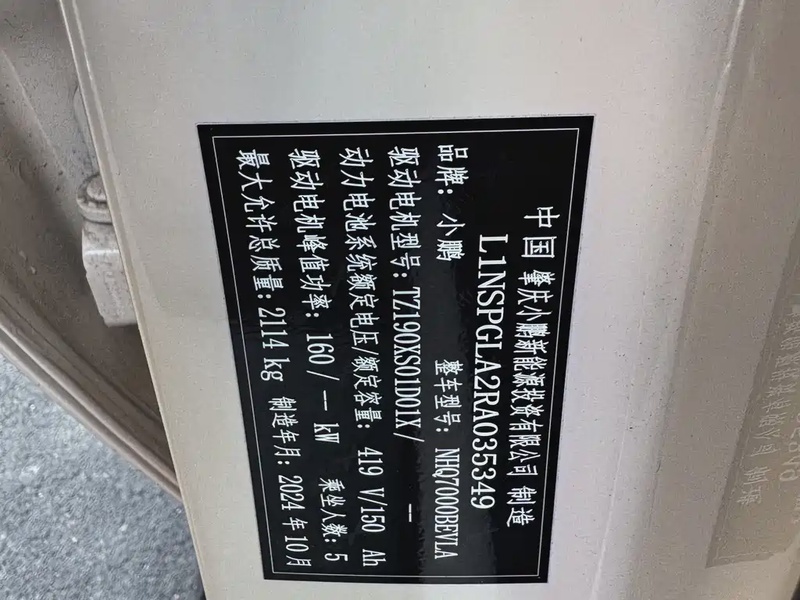 中国 肇庆小鹏新能源投资有限公司 制造
L1NSPGLA2RA035349
品牌：小鹏 整车型号：NHQ7000BEVLA
驱动电机型号：TZ190XS01D01X/ --
动力电池系统额定电压/额定容量：419 V/150 Ah
驱动电机峰值功率：160/ -- kW 乘坐人数：5
最大允许总质量：2114 kg 制造年月：2024 年 10 月